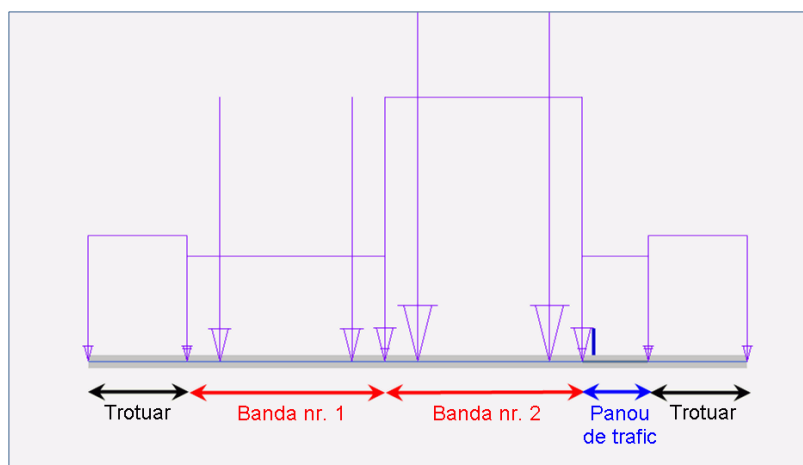 Trotuar
Banda nr. 1
Banda nr. 2
Panou
de trafic
Trotuar